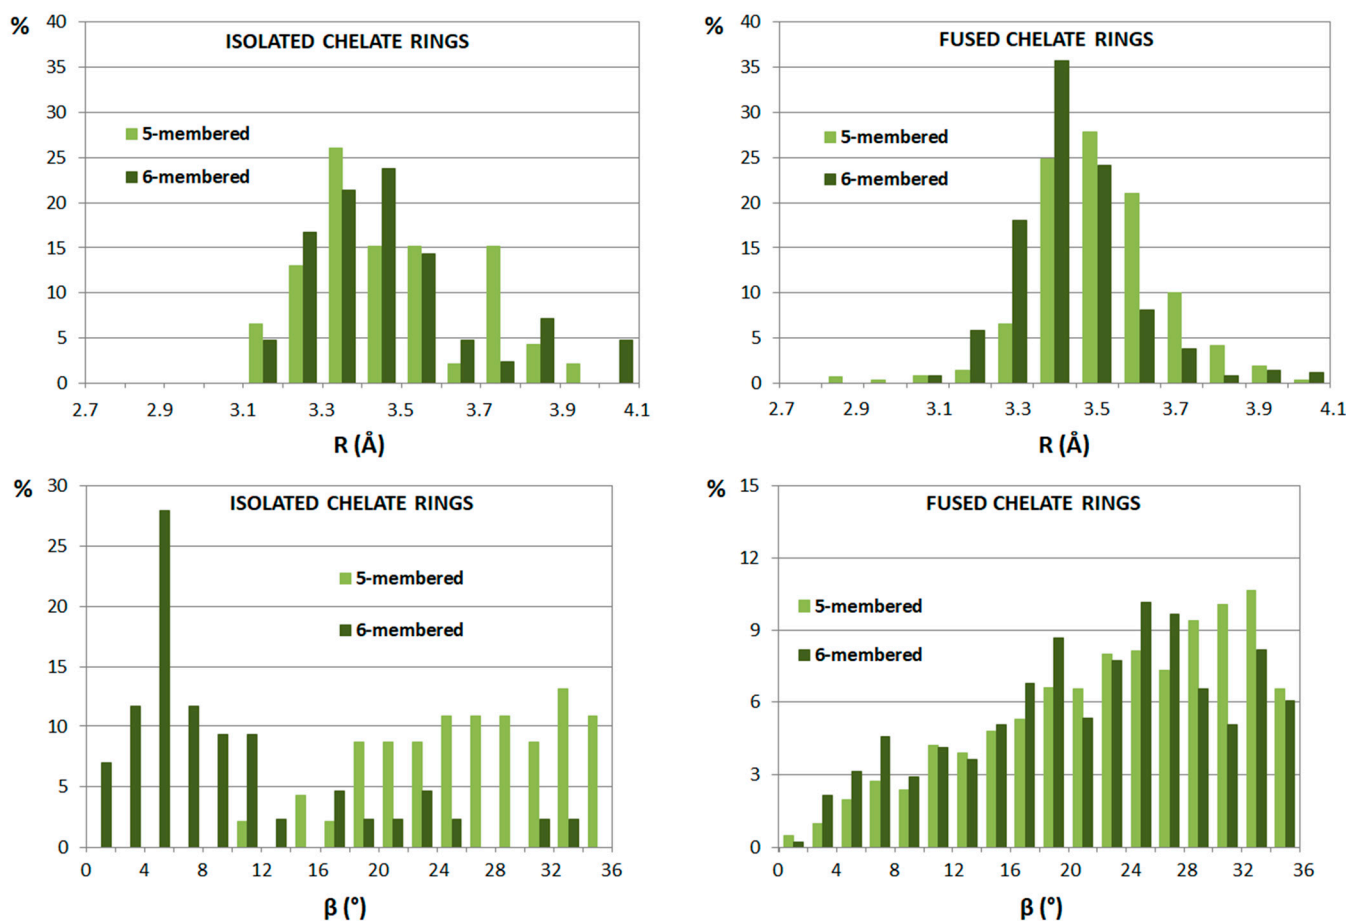 %
ISOLATED CHELATE RINGS
40
35
30
25
20
15
10
5
0
5-membered
6-membered
2.7 2.9 3.1 3.3 3.5 3.7 3.9 4.1
R (Å)
%
FUSED CHELATE RINGS
40
35
30
25
20
15
10
5
0
5-membered
6-membered
2.7 2.9 3.1 3.3 3.5 3.7 3.9 4.1
R (Å)
%
ISOLATED CHELATE RINGS
30
25
20
15
10
5
0
5-membered
6-membered
0 4 8 12 16 20 24 28 32 36
β (°)
%
FUSED CHELATE RINGS
15
12
9
6
3
0
5-membered
6-membered
0 4 8 12 16 20 24 28 32 36
β (°)